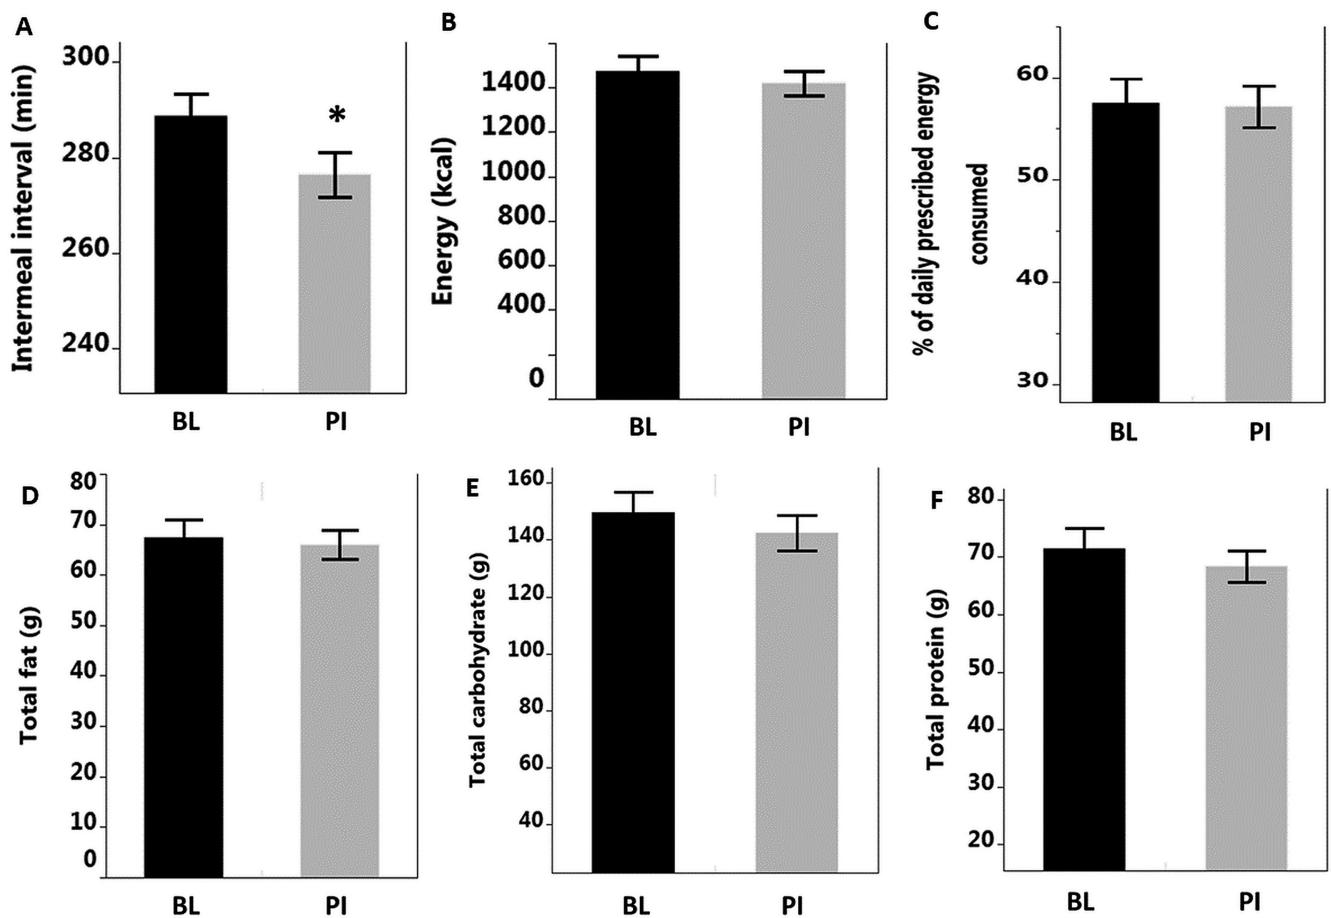 A
Intermeal interval (min)
300
280
260
240
*
BL
PI
B
Energy (kcal)
1400
1200
1000
800
600
400
0
BL
PI
C
% of daily prescribed energy
consumed
60
50
40
30
BL
PI
D
Total fat (g)
80
70
60
50
40
30
20
10
0
BL
PI
E
Total carbohydrate (g)
160
140
120
100
80
60
40
BL
PI
F
Total protein (g)
80
70
60
50
40
30
20
BL
PI